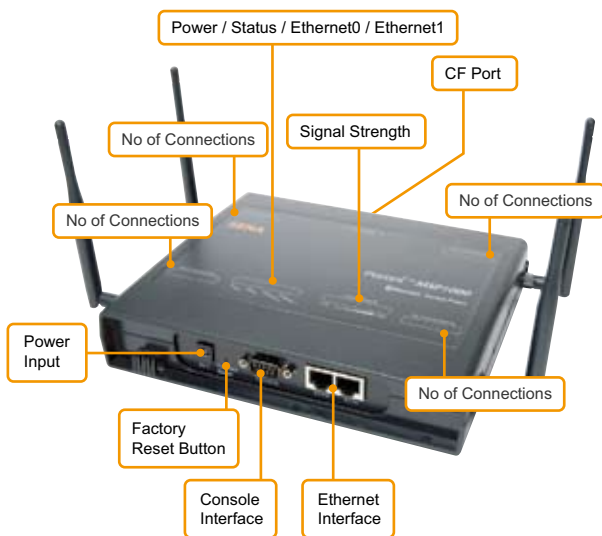 Power / Status / Ethernet0 / Ethernet1
CF Port
No of Connections
Signal Strength
No of Connections
No of Connections
SENA
Power
Input
No of Connections
Factory
Reset Button
Console
Interface
Ethernet
Interface